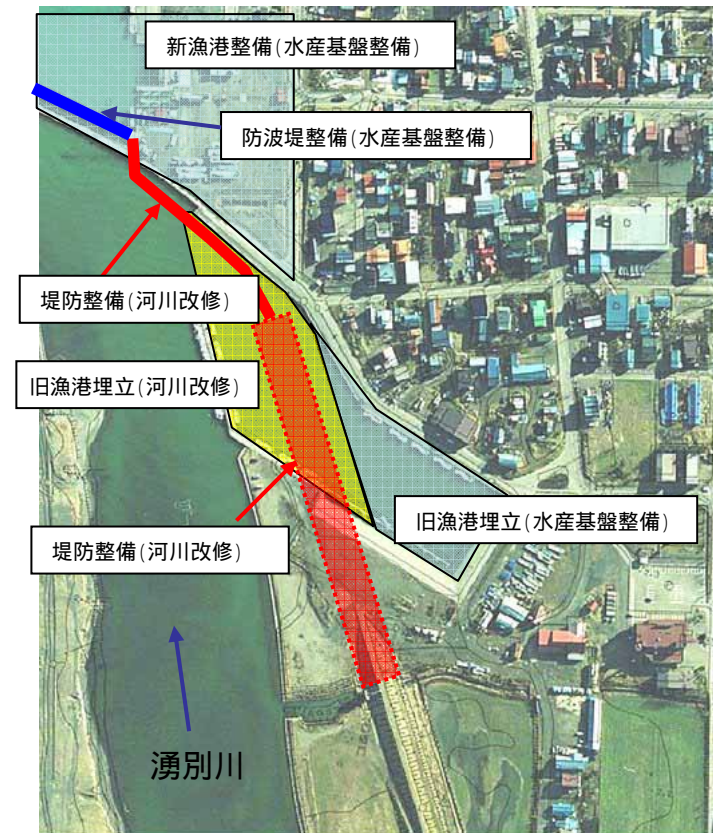 新漁港整備(水産基盤整備)
防波堤整備(水産基盤整備)
堤防整備(河川改修)
旧漁港埋立(河川改修)
旧漁港埋立(水産基盤整備)
堤防整備(河川改修)
湧別川